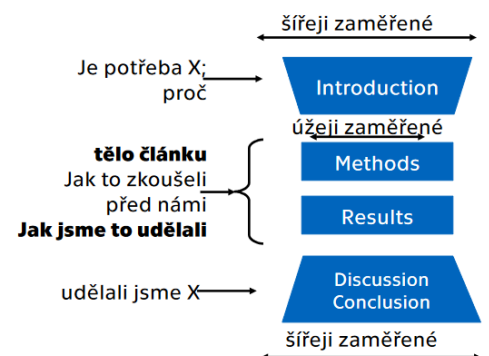 šířeji zaměřené
Je potřeba X;
proč
Introduction
úžeji zaměřené
tělo článku
Jak to zkoušeli
před námi
Jak jsme to udělali
Methods
Results
udělali jsme X
Discussion
Conclusion
šířeji zaměřené